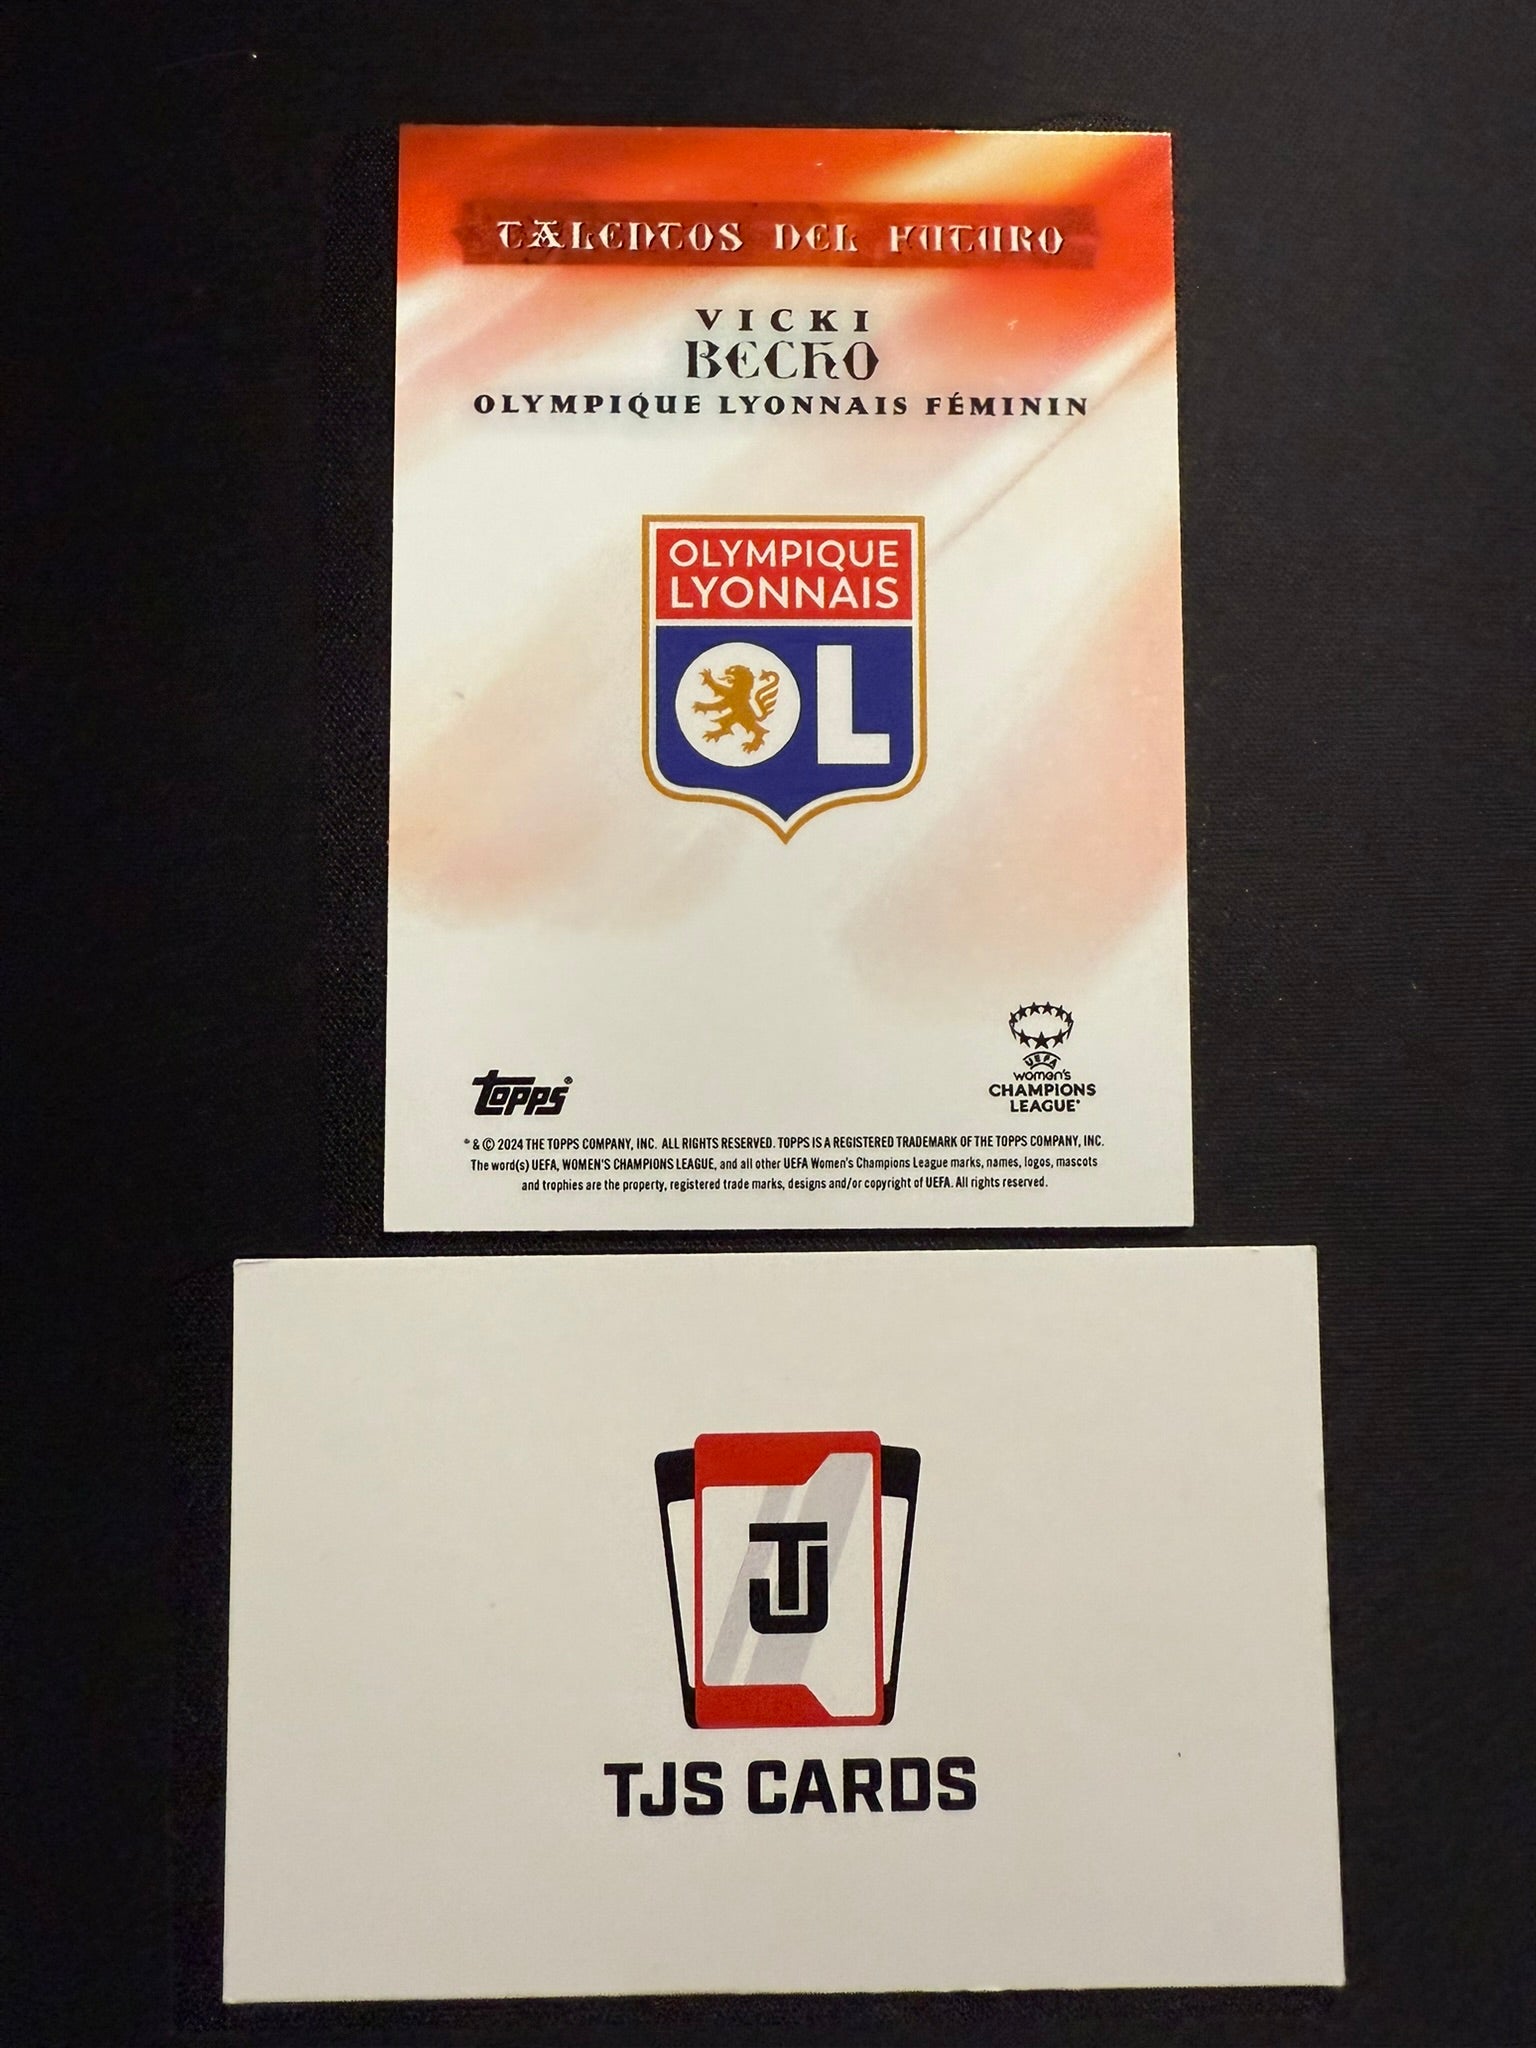 TALENTOS DEL FUTURO
VICKI
BECHO
OLYMPIQUE LYONNAIS FÉMININ
OLYMPIQUE
LYONNAIS
OL
TOPPS®
UEFA
WOMEN'S
CHAMPIONS
LEAGUE®
® & © 2024 THE TOPPS COMPANY, INC. ALL RIGHTS RESERVED. TOPPS IS A REGISTERED TRADEMARK OF THE TOPPS COMPANY, INC.
The word(s) UEFA, WOMEN'S CHAMPIONS LEAGUE, and all other UEFA Women's Champions League marks, names, logos, mascots
and trophies are the property, registered trade marks, designs and/or copyright of UEFA. All rights reserved.
TJ
TJS CARDS